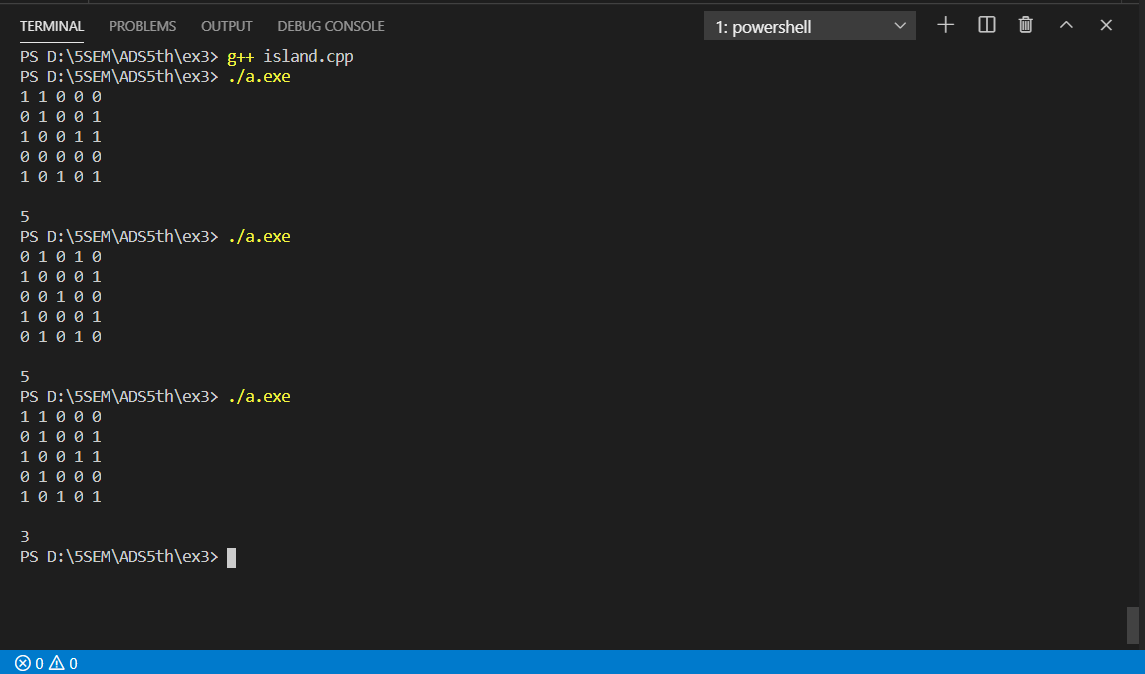 TERMINAL PROBLEMS OUTPUT DEBUG CONSOLE 1: powershell
PS D:\5SEM\ADS5th\ex3> g++ island.cpp
PS D:\5SEM\ADS5th\ex3> ./a.exe
1 1 0 0 0
0 1 0 0 1
1 0 0 1 1
0 0 0 0 0
1 0 1 0 1
5
PS D:\5SEM\ADS5th\ex3> ./a.exe
0 1 0 1 0
1 0 0 0 1
0 0 1 0 0
1 0 0 0 1
0 1 0 1 0
5
PS D:\5SEM\ADS5th\ex3> ./a.exe
1 1 0 0 0
0 1 0 0 1
1 0 0 1 1
0 1 0 0 0
1 0 1 0 1
3
PS D:\5SEM\ADS5th\ex3>
0 0